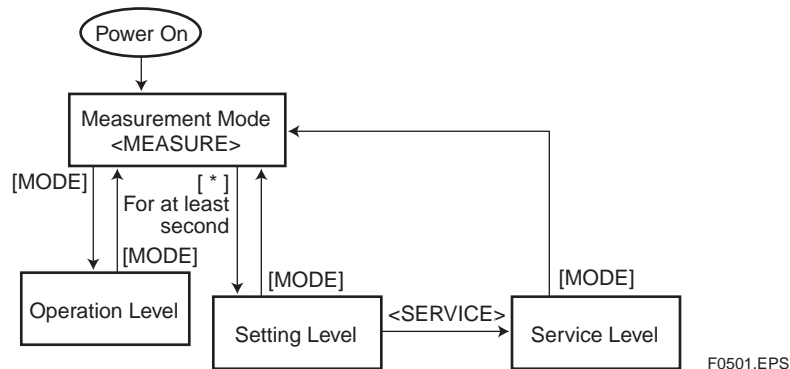 Power On
Measurement Mode
<MEASURE>
[MODE]
[ * ]
For at least
second
[MODE]
[MODE]
[MODE]
Operation Level
Setting Level
<SERVICE>
Service Level
F0501.EPS